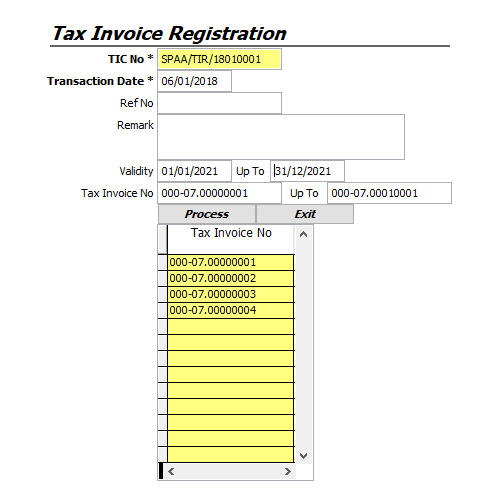 Tax Invoice Registration
TIC No * SPAA/TIR/18010001
Transaction Date * 06/01/2018
Ref No
Remark
Validity 01/01/2021 Up To 31/12/2021
Tax Invoice No 000-07.00000001 Up To 000-07.00010001
Process Exit
Tax Invoice No
000-07.00000001
000-07.00000002
000-07.00000003
000-07.00000004